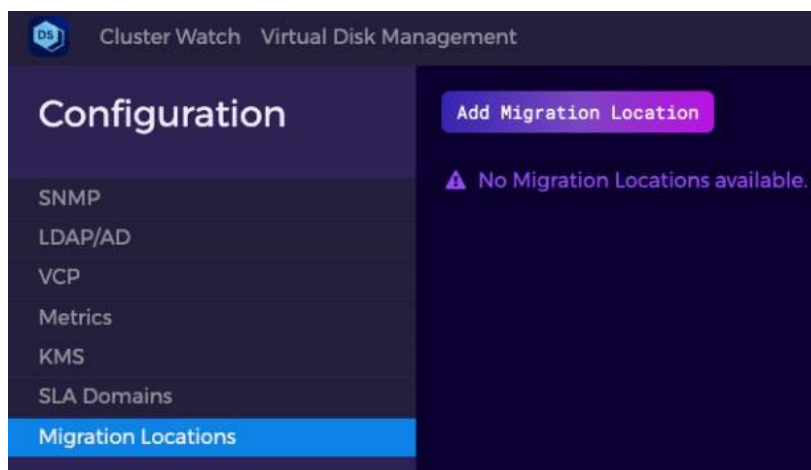 DS
Cluster Watch Virtual Disk Management
Configuration
SNMP
LDAP/AD
VCP
Metrics
KMS
SLA Domains
Migration Locations
Add Migration Location
No Migration Locations available.